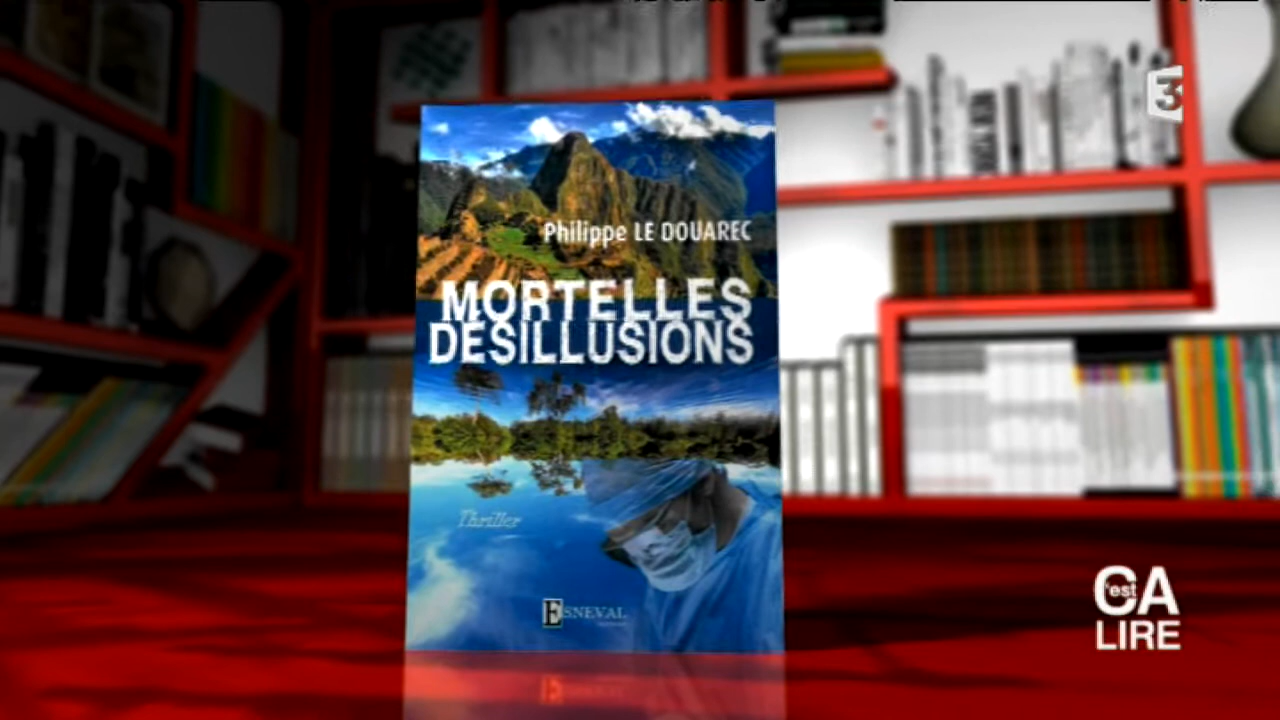 3
Philippe LE DOUAREC
MORTELLES
DÉSILLUSIONS
Thriller
ESNEVAL
C'est
ÇA
LIRE